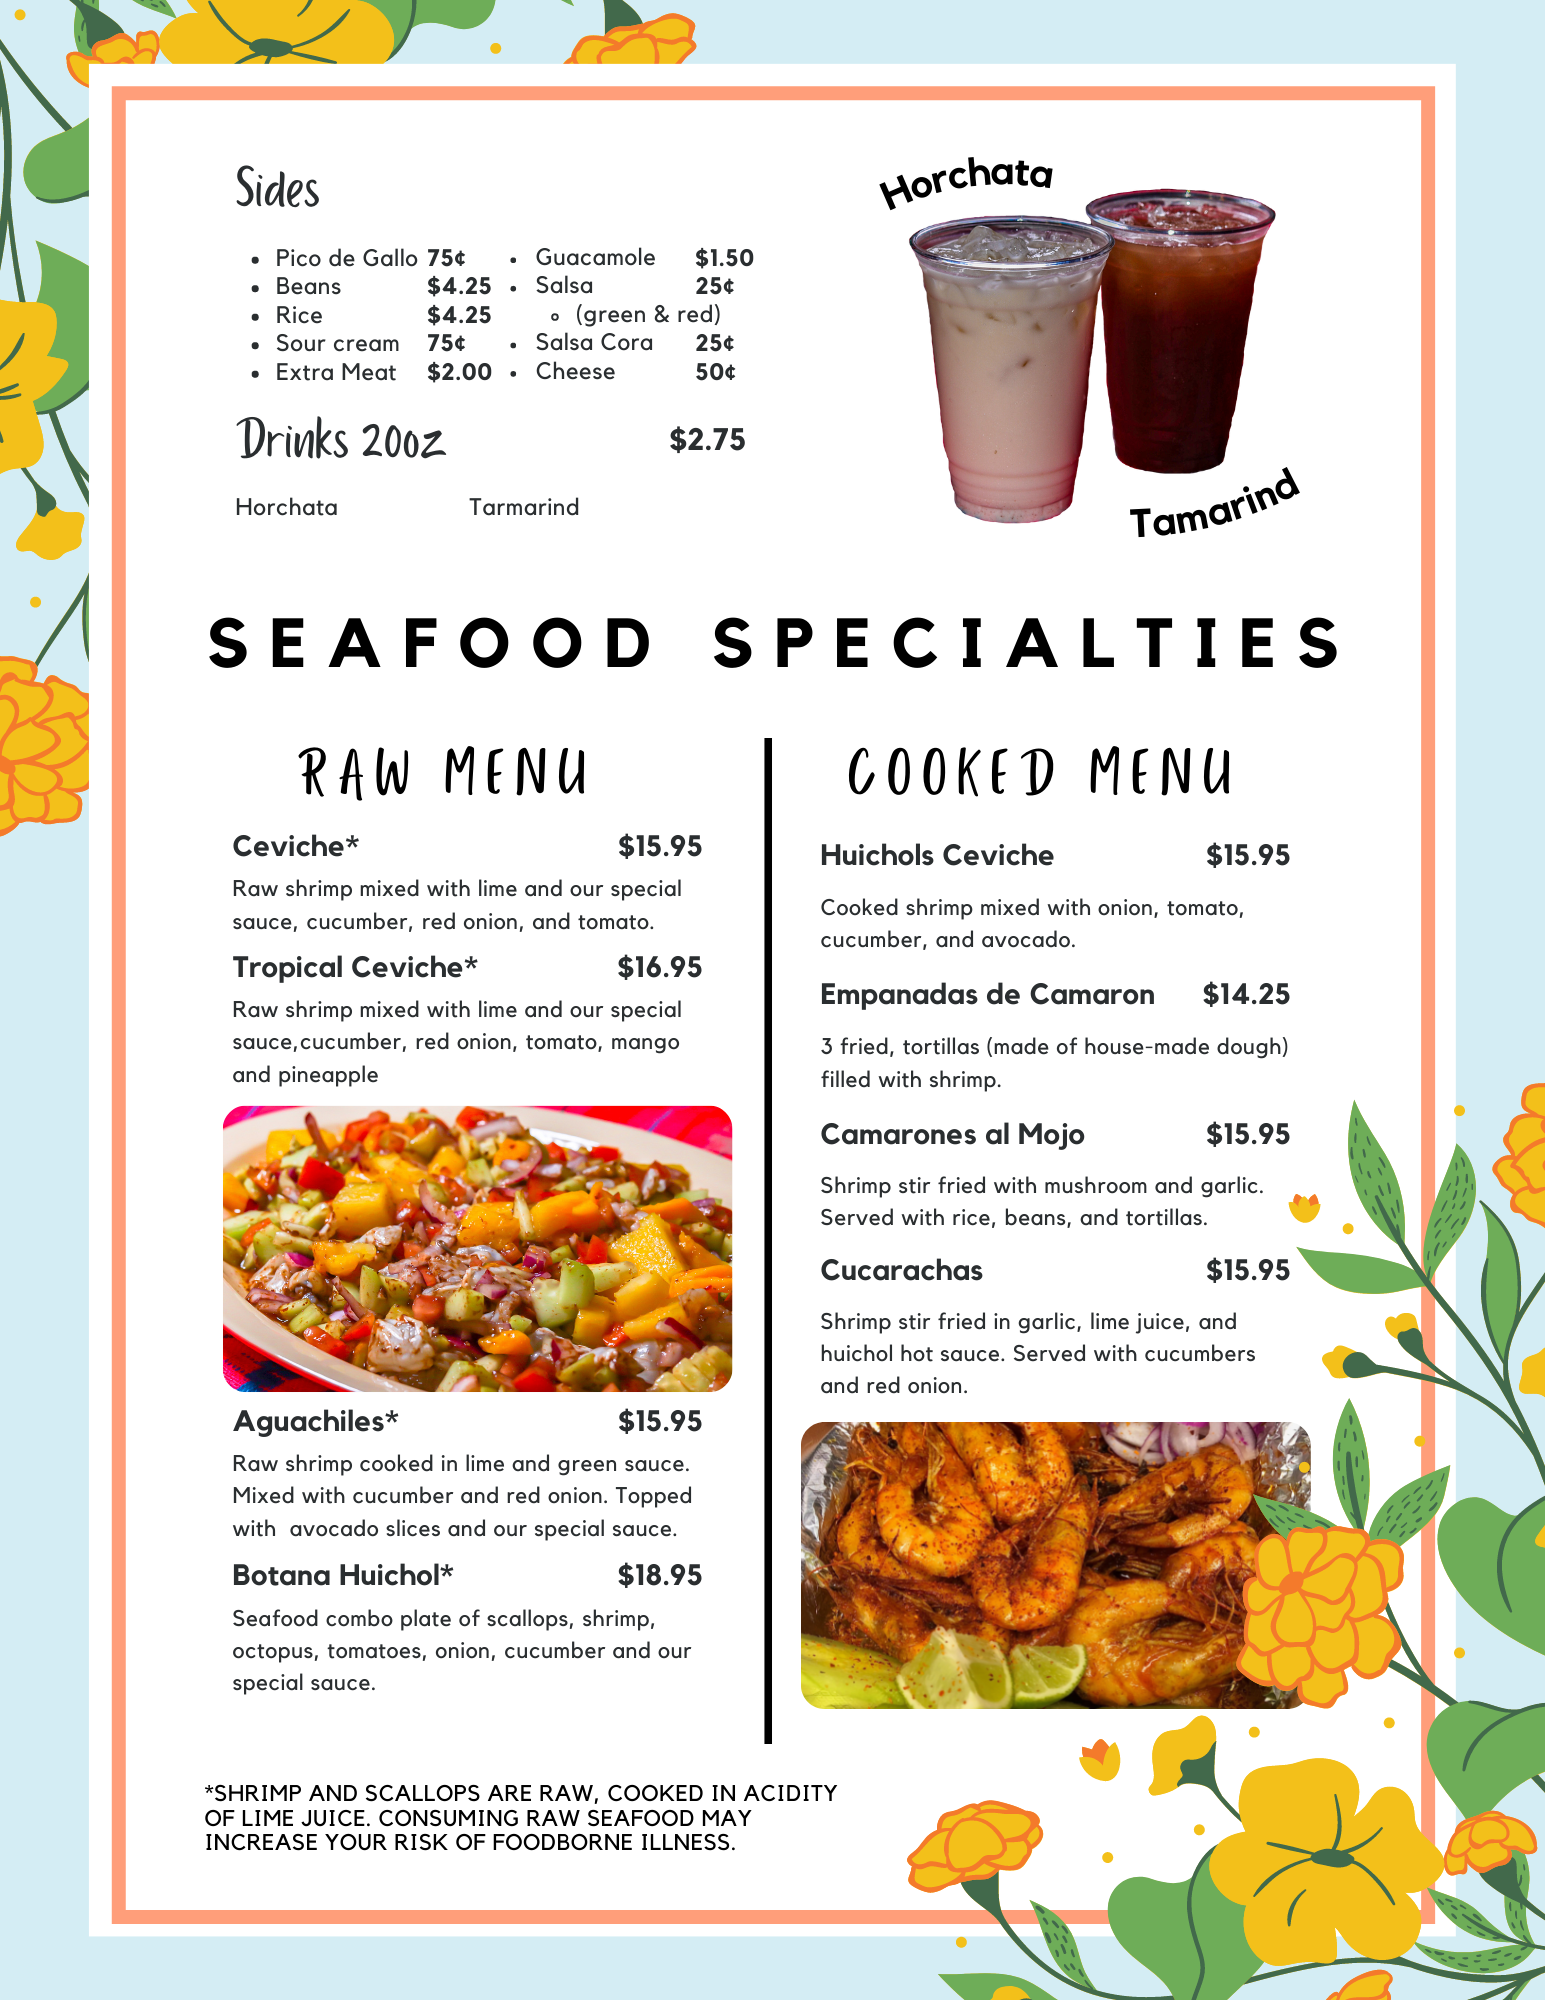 Sides
• Pico de Gallo 75¢
• Beans $4.25
• Rice $4.25
• Sour cream 75¢
• Extra Meat $2.00
• Guacamole $1.50
• Salsa 25¢
◦ (green & red)
• Salsa Cora 25¢
• Cheese 50¢
Drinks 20oz $2.75
Horchata Tarmarind
Horchata
Tamarind
SEAFOOD SPECIALTIES
RAW MENU
Ceviche* $15.95
Raw shrimp mixed with lime and our special
sauce, cucumber, red onion, and tomato.
Tropical Ceviche* $16.95
Raw shrimp mixed with lime and our special
sauce,cucumber, red onion, tomato, mango
and pineapple
Aguachiles* $15.95
Raw shrimp cooked in lime and green sauce.
Mixed with cucumber and red onion. Topped
with avocado slices and our special sauce.
Botana Huichol* $18.95
Seafood combo plate of scallops, shrimp,
octopus, tomatoes, onion, cucumber and our
special sauce.
COOKED MENU
Huichols Ceviche $15.95
Cooked shrimp mixed with onion, tomato,
cucumber, and avocado.
Empanadas de Camaron $14.25
3 fried, tortillas (made of house-made dough)
filled with shrimp.
Camarones al Mojo $15.95
Shrimp stir fried with mushroom and garlic.
Served with rice, beans, and tortillas.
Cucarachas $15.95
Shrimp stir fried in garlic, lime juice, and
huichol hot sauce. Served with cucumbers
and red onion.
*SHRIMP AND SCALLOPS ARE RAW, COOKED IN ACIDITY
OF LIME JUICE. CONSUMING RAW SEAFOOD MAY
INCREASE YOUR RISK OF FOODBORNE ILLNESS.